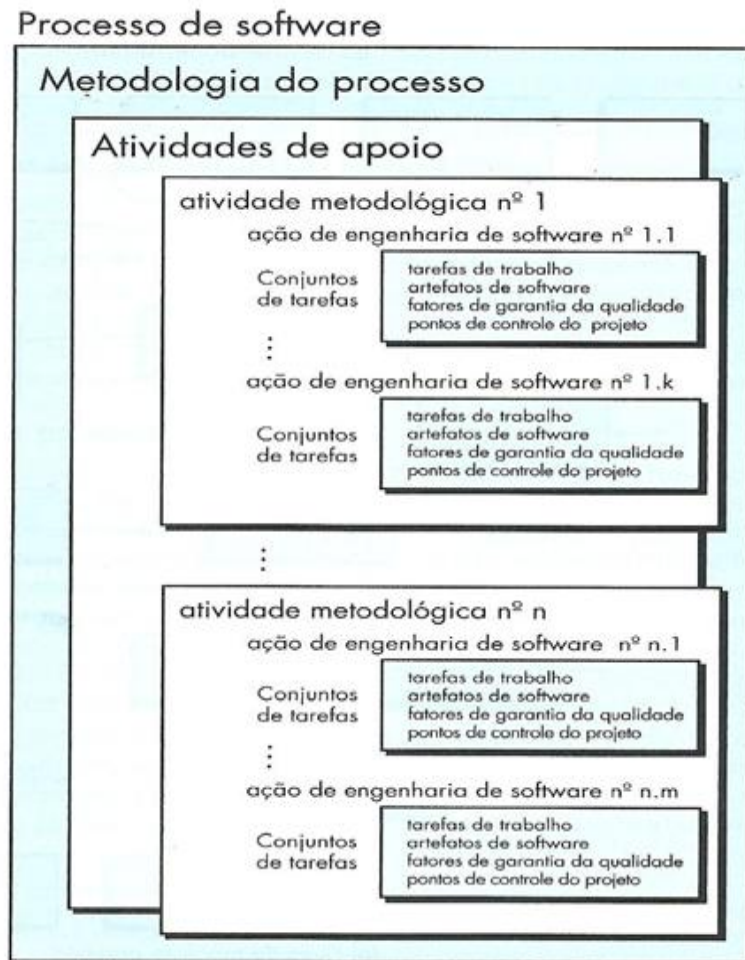 Processo de software
Metodologia do processo
Atividades de apoio
atividade metodológica nº 1
ação de engenharia de software nº 1.1
Conjuntos
de tarefas
tarefas de trabalho
artefatos de software
fatores de garantia da qualidade
pontos de controle do projeto
⋮
ação de engenharia de software nº 1.k
Conjuntos
de tarefas
tarefas de trabalho
artefatos de software
fatores de garantia da qualidade
pontos de controle do projeto
⋮
atividade metodológica nº n
ação de engenharia de software nº n.1
Conjuntos
de tarefas
tarefas de trabalho
artefatos de software
fatores de garantia da qualidade
pontos de controle do projeto
⋮
ação de engenharia de software nº n.m
Conjuntos
de tarefas
tarefas de trabalho
artefatos de software
fatores de garantia da qualidade
pontos de controle do projeto